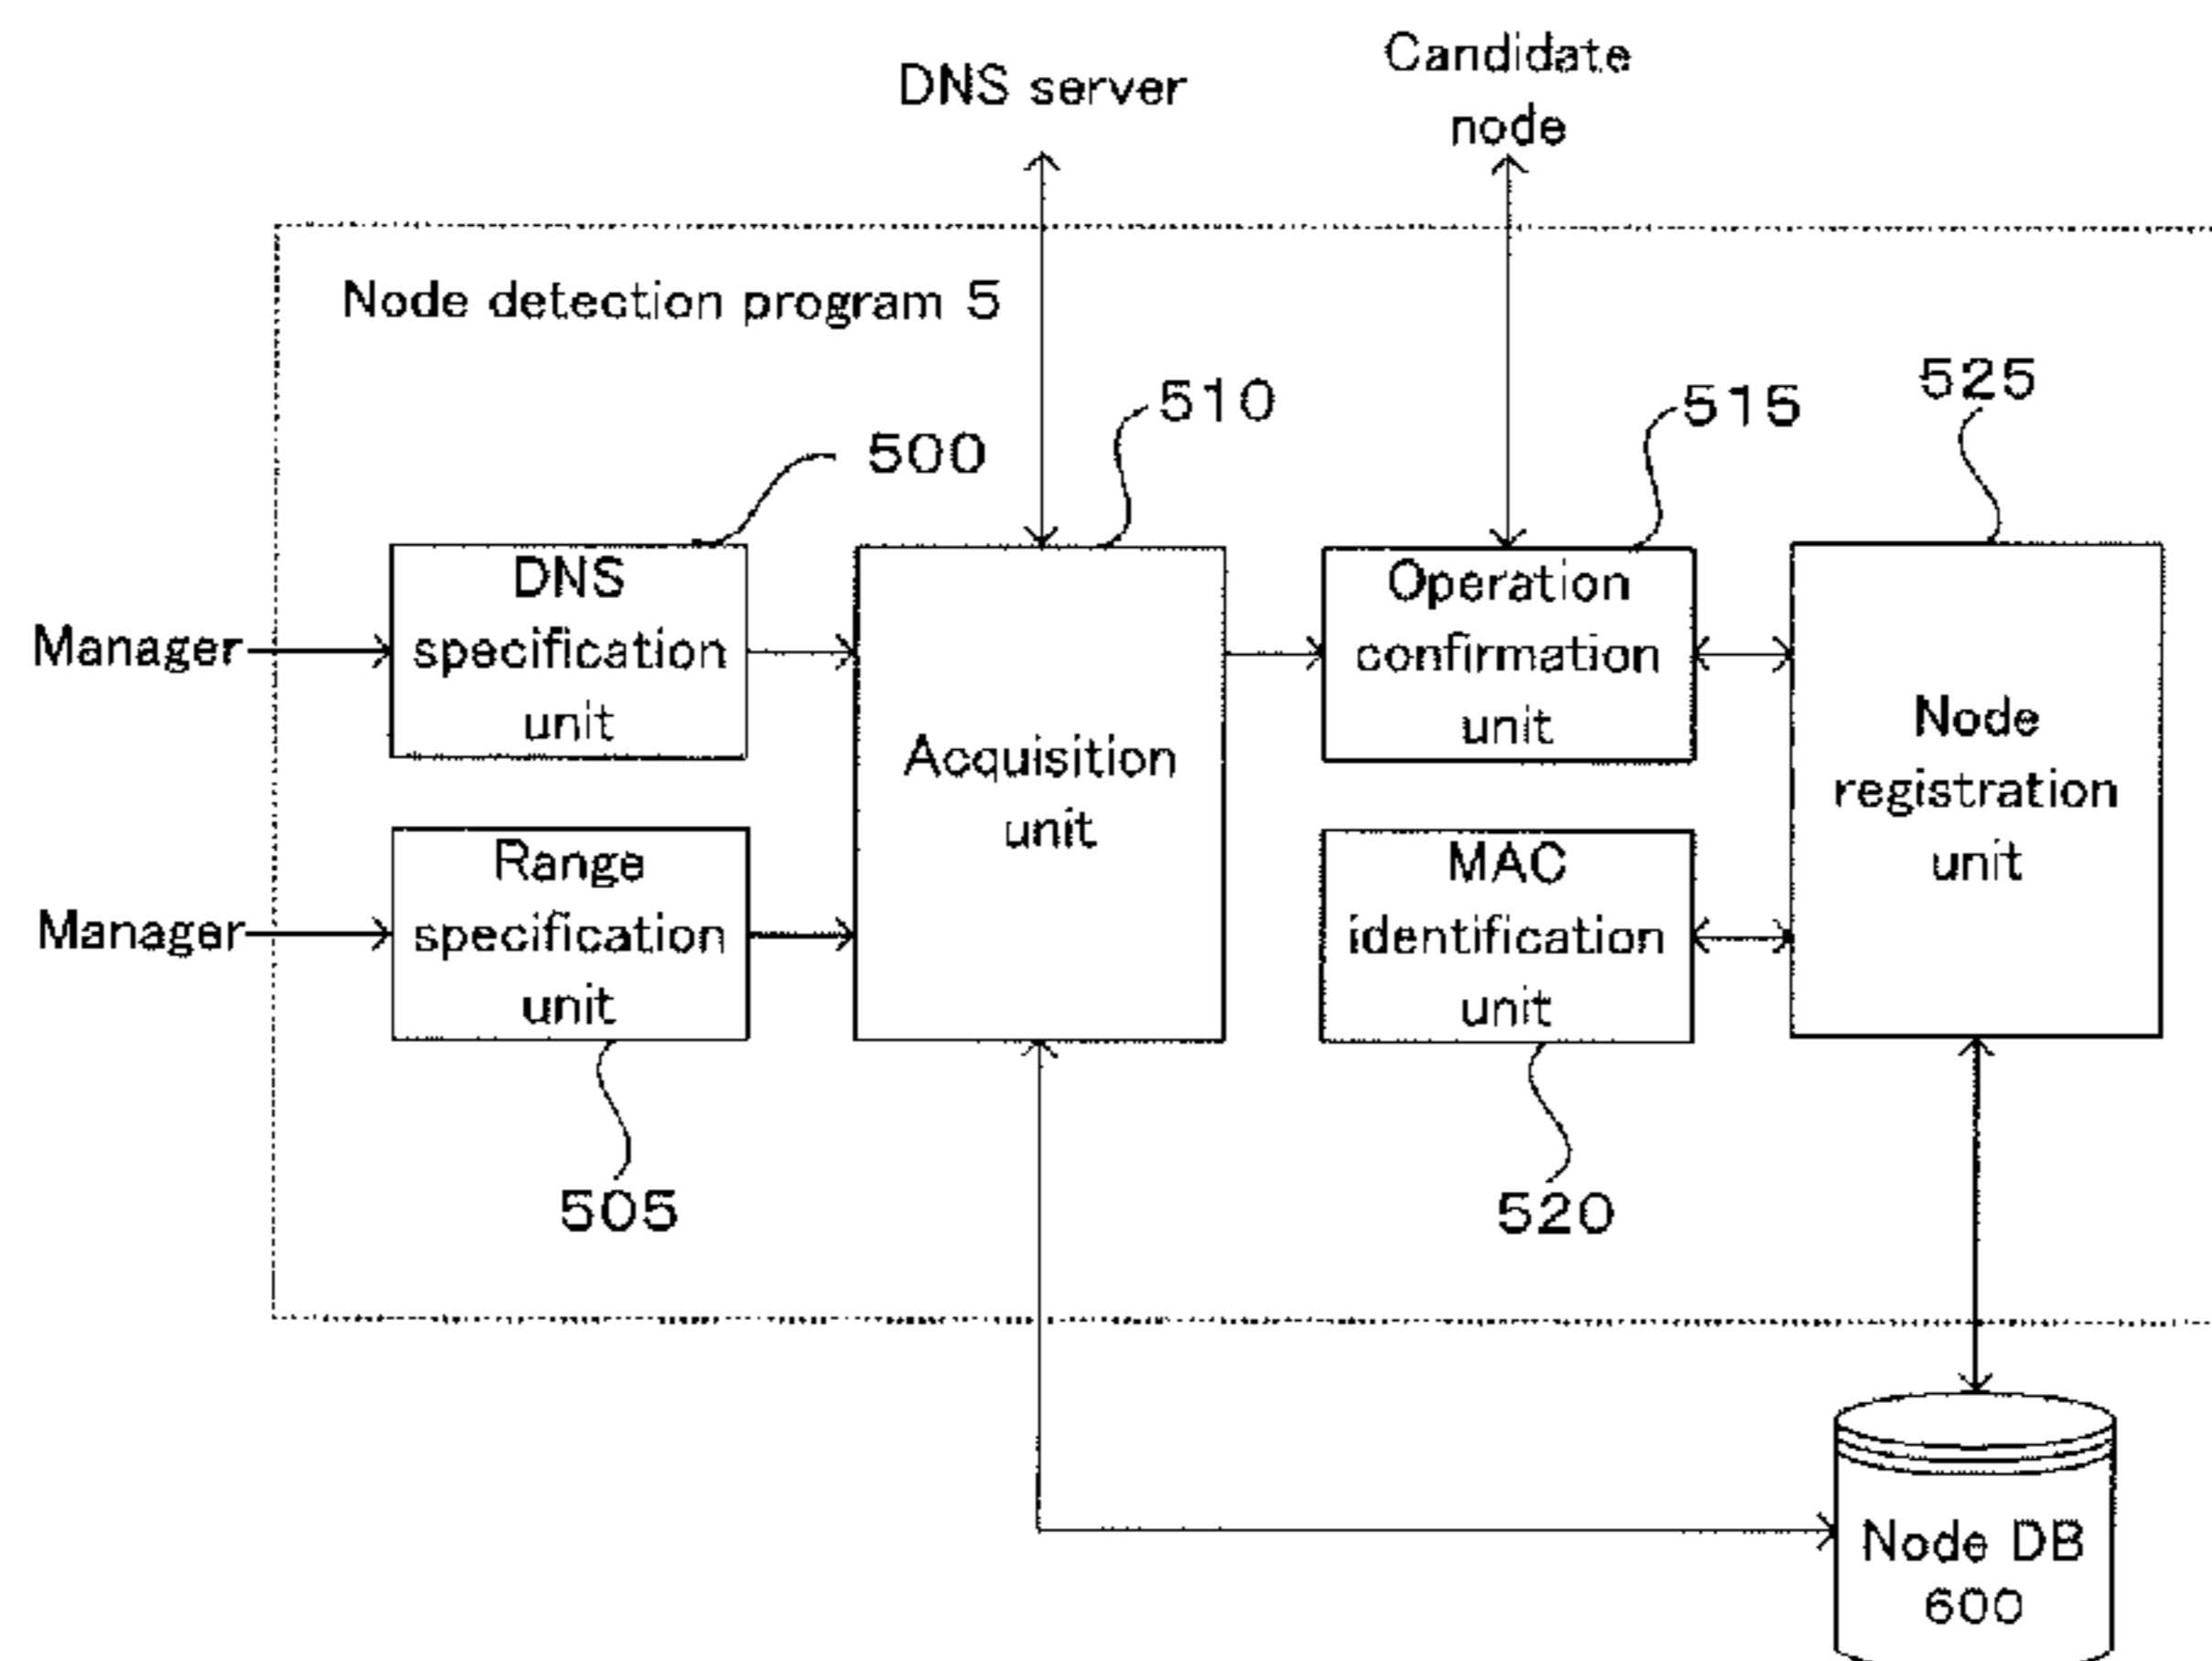 DNS server
Candidate
node
Node detection program 5
500
510
515
525
Manager
DNS
specification
unit
Acquisition
unit
Operation
confirmation
unit
Node
registration
unit
Manager
Range
specification
unit
MAC
identification
unit
505
520
Node DB
600